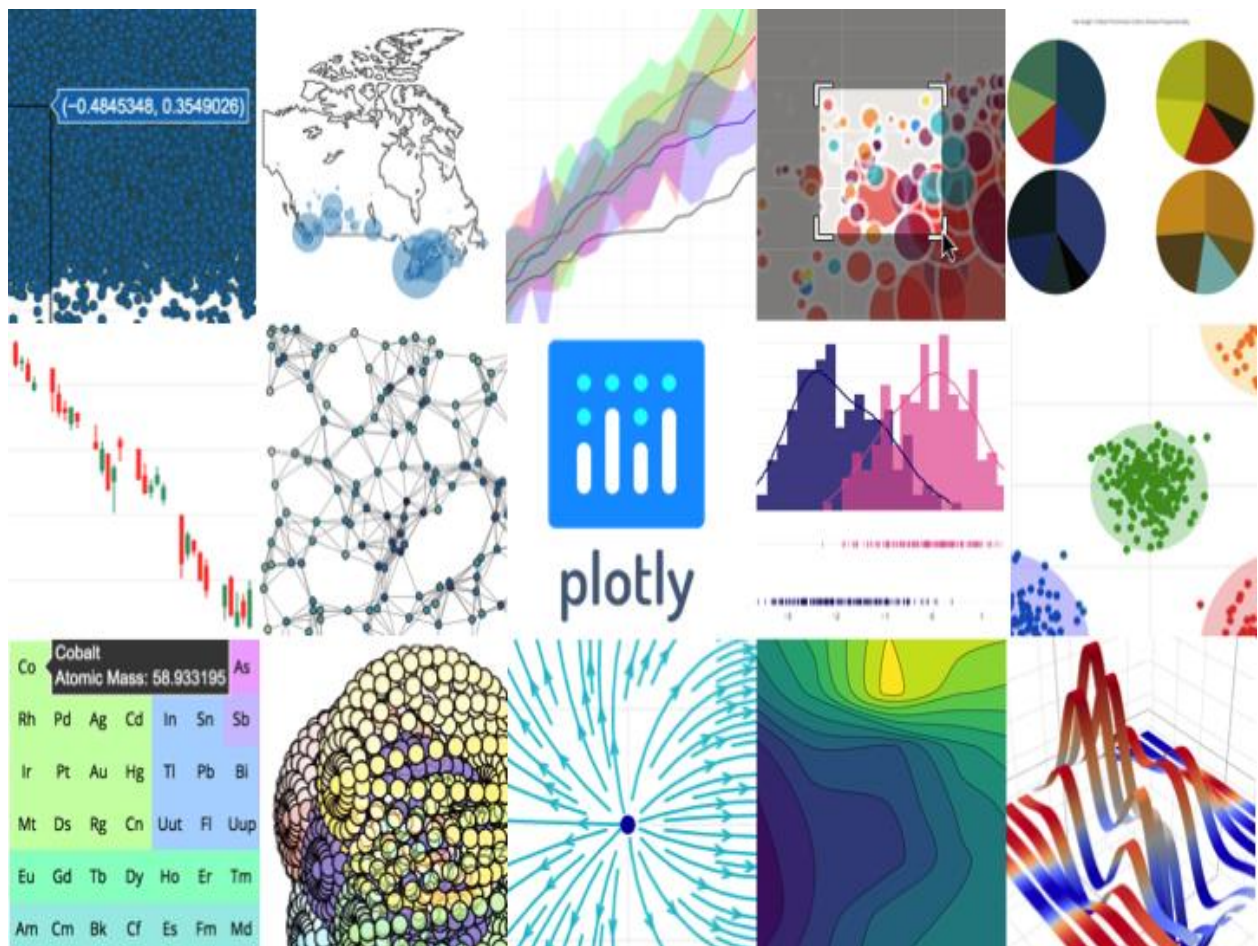 (−0.4845348, 0.3549026)
plotly
Co
Cobalt
Atomic Mass: 58.933195
As
Rh Pd Ag Cd In Sn Sb
Ir Pt Au Hg Tl Pb Bi
Mt Ds Rg Cn Uut Fl Uup
Eu Gd Tb Dy Ho Er Tm
Am Cm Bk Cf Es Fm Md